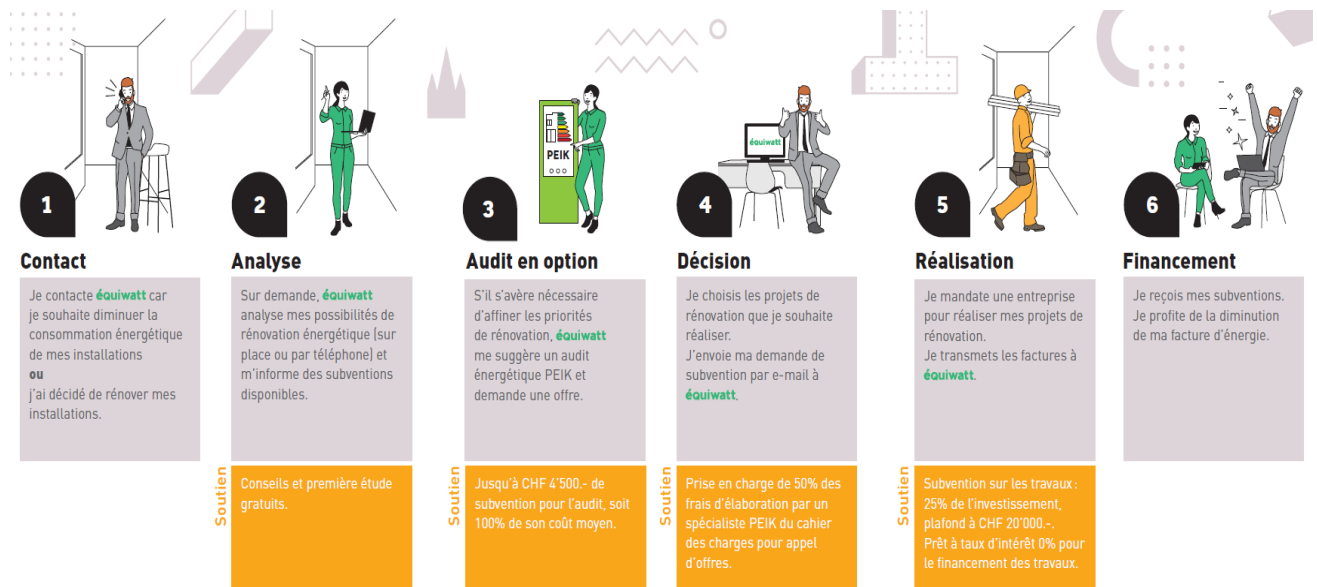 1
Contact
Je contacte équiwatt car
je souhaite diminuer la
consommation énergétique
de mes installations
ou
j'ai décidé de rénover mes
installations.
2
Analyse
Sur demande, équiwatt
analyse mes possibilités de
rénovation énergétique (sur
place ou par téléphone) et
m'informe des subventions
disponibles.
Soutien
Conseils et première étude
gratuits.
PEIK
3
Audit en option
S'il s'avère nécessaire
d'affiner les priorités
de rénovation, équiwatt
me suggère un audit
énergétique PEIK et
demande une offre.
Soutien
Jusqu'à CHF 4'500.- de
subvention pour l'audit, soit
100% de son coût moyen.
équiwatt
4
Décision
Je choisis les projets de
rénovation que je souhaite
réaliser.
J'envoie ma demande de
subvention par e-mail à
équiwatt.
Soutien
Prise en charge de 50% des
frais d'élaboration par un
spécialiste PEIK du cahier
des charges pour appel
d'offres.
5
Réalisation
Je mandate une entreprise
pour réaliser mes projets de
rénovation.
Je transmets les factures à
équiwatt.
Soutien
Subvention sur les travaux :
25% de l'investissement,
plafond à CHF 20'000.-.
Prêt à taux d'intérêt 0% pour
le financement des travaux.
6
Financement
Je reçois mes subventions.
Je profite de la diminution
de ma facture d'énergie.